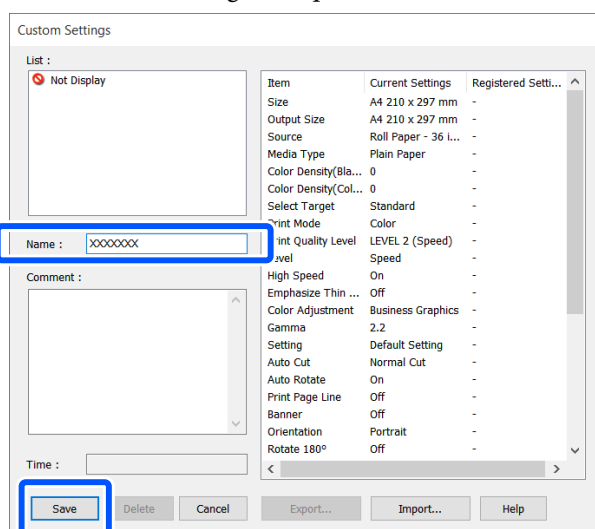 Custom Settings
List :
Not Display
Item Current Settings Registered Setti...
Size A4 210 x 297 mm -
Output Size A4 210 x 297 mm -
Source Roll Paper - 36 i... -
Media Type Plain Paper -
Color Density(Bla... 0 -
Color Density(Col... 0 -
Select Target Standard -
Print Mode Color -
Name : XXXXXXX
Print Quality Level LEVEL 2 (Speed) -
Level Speed -
Comment :
High Speed On -
Emphasize Thin ... Off -
Color Adjustment Business Graphics -
Gamma 2.2 -
Setting Default Setting -
Auto Cut Normal Cut -
Auto Rotate On -
Print Page Line Off -
Banner Off -
Orientation Portrait -
Rotate 180º Off -
Time :
Save Delete Cancel Export... Import... Help